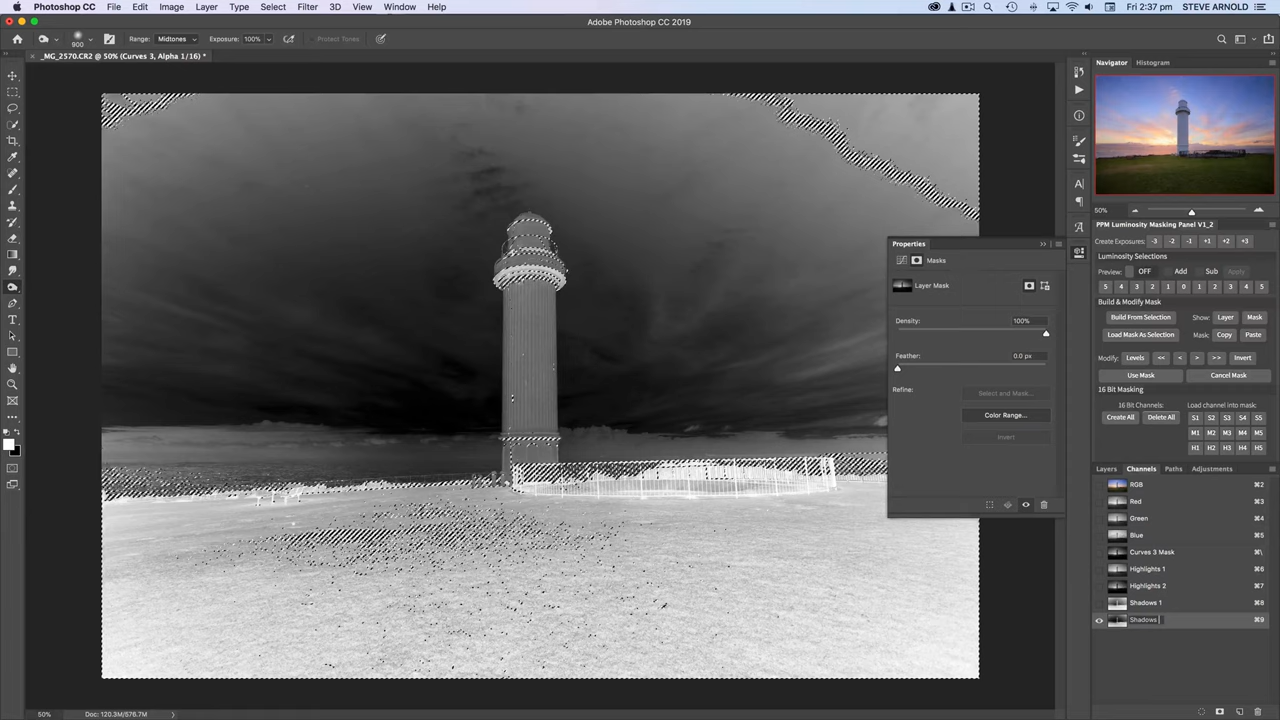 Photoshop CC File Edit Image Layer Type Select Filter 3D View Window Help Fri 2:37 pm STEVE ARNOLD
Adobe Photoshop CC 2019
900 Range: Midtones Exposure: 100% Protect Tones
_MG_2570.CR2 @ 50% (Curves 3, Alpha 1/16) *
Navigator Histogram
50%
PPM Luminosity Masking Panel V1_2
Create Exposures: -3 -2 -1 +1 +2 +3
Luminosity Selections
Preview: OFF Add Sub Apply
5 4 3 2 1 0 1 2 3 4 5
Build & Modify Mask
Build From Selection Show: Layer Mask
Load Mask As Selection Mask: Copy Paste
Modify: Levels << < > >> Invert
Use Mask Cancel Mask
16 Bit Masking
16 Bit Channels: Load channel into mask:
Create All Delete All S1 S2 S3 S4 S5
M1 M2 M3 M4 M5
H1 H2 H3 H4 H5
Properties
Masks
Layer Mask
Density: 100%
Feather: 0.0 px
Refine: Select and Mask...
Color Range...
Invert
Layers Channels Paths Adjustments
RGB ⌘2
Red ⌘3
Green ⌘4
Blue ⌘5
Curves 3 Mask ⌘\
Highlights 1 ⌘6
Highlights 2 ⌘7
Shadows 1 ⌘8
Shadows ⌘9
50% Doc: 120.3M/578.7M